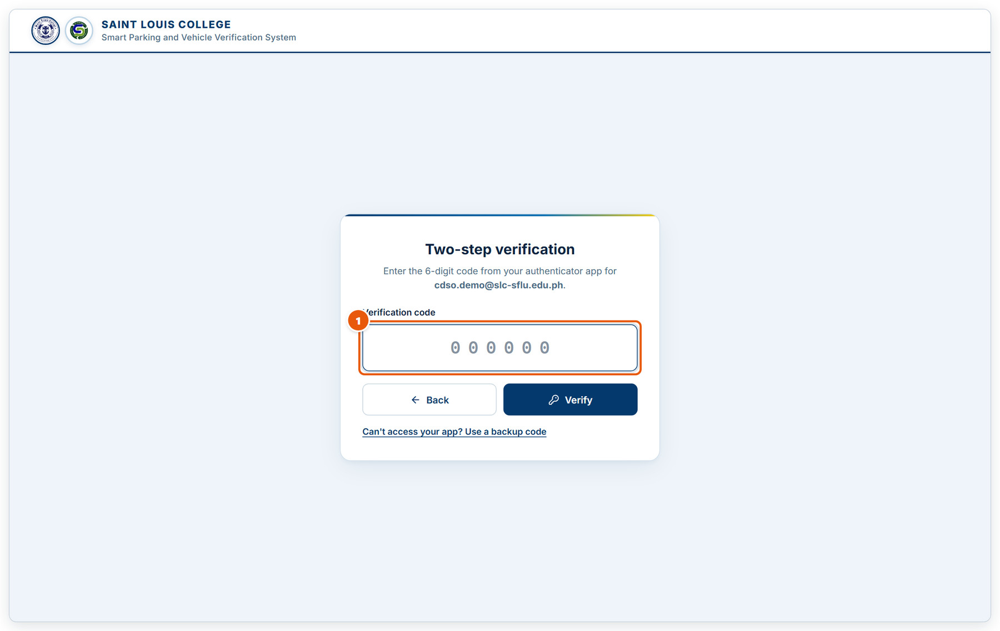 SAINT LOUIS COLLEGE
Smart Parking and Vehicle Verification System
Two-step verification
Enter the 6-digit code from your authenticator app for
cdso.demo@slc-sflu.edu.ph.
Verification code
1
000000
Back
Verify
Can't access your app? Use a backup code